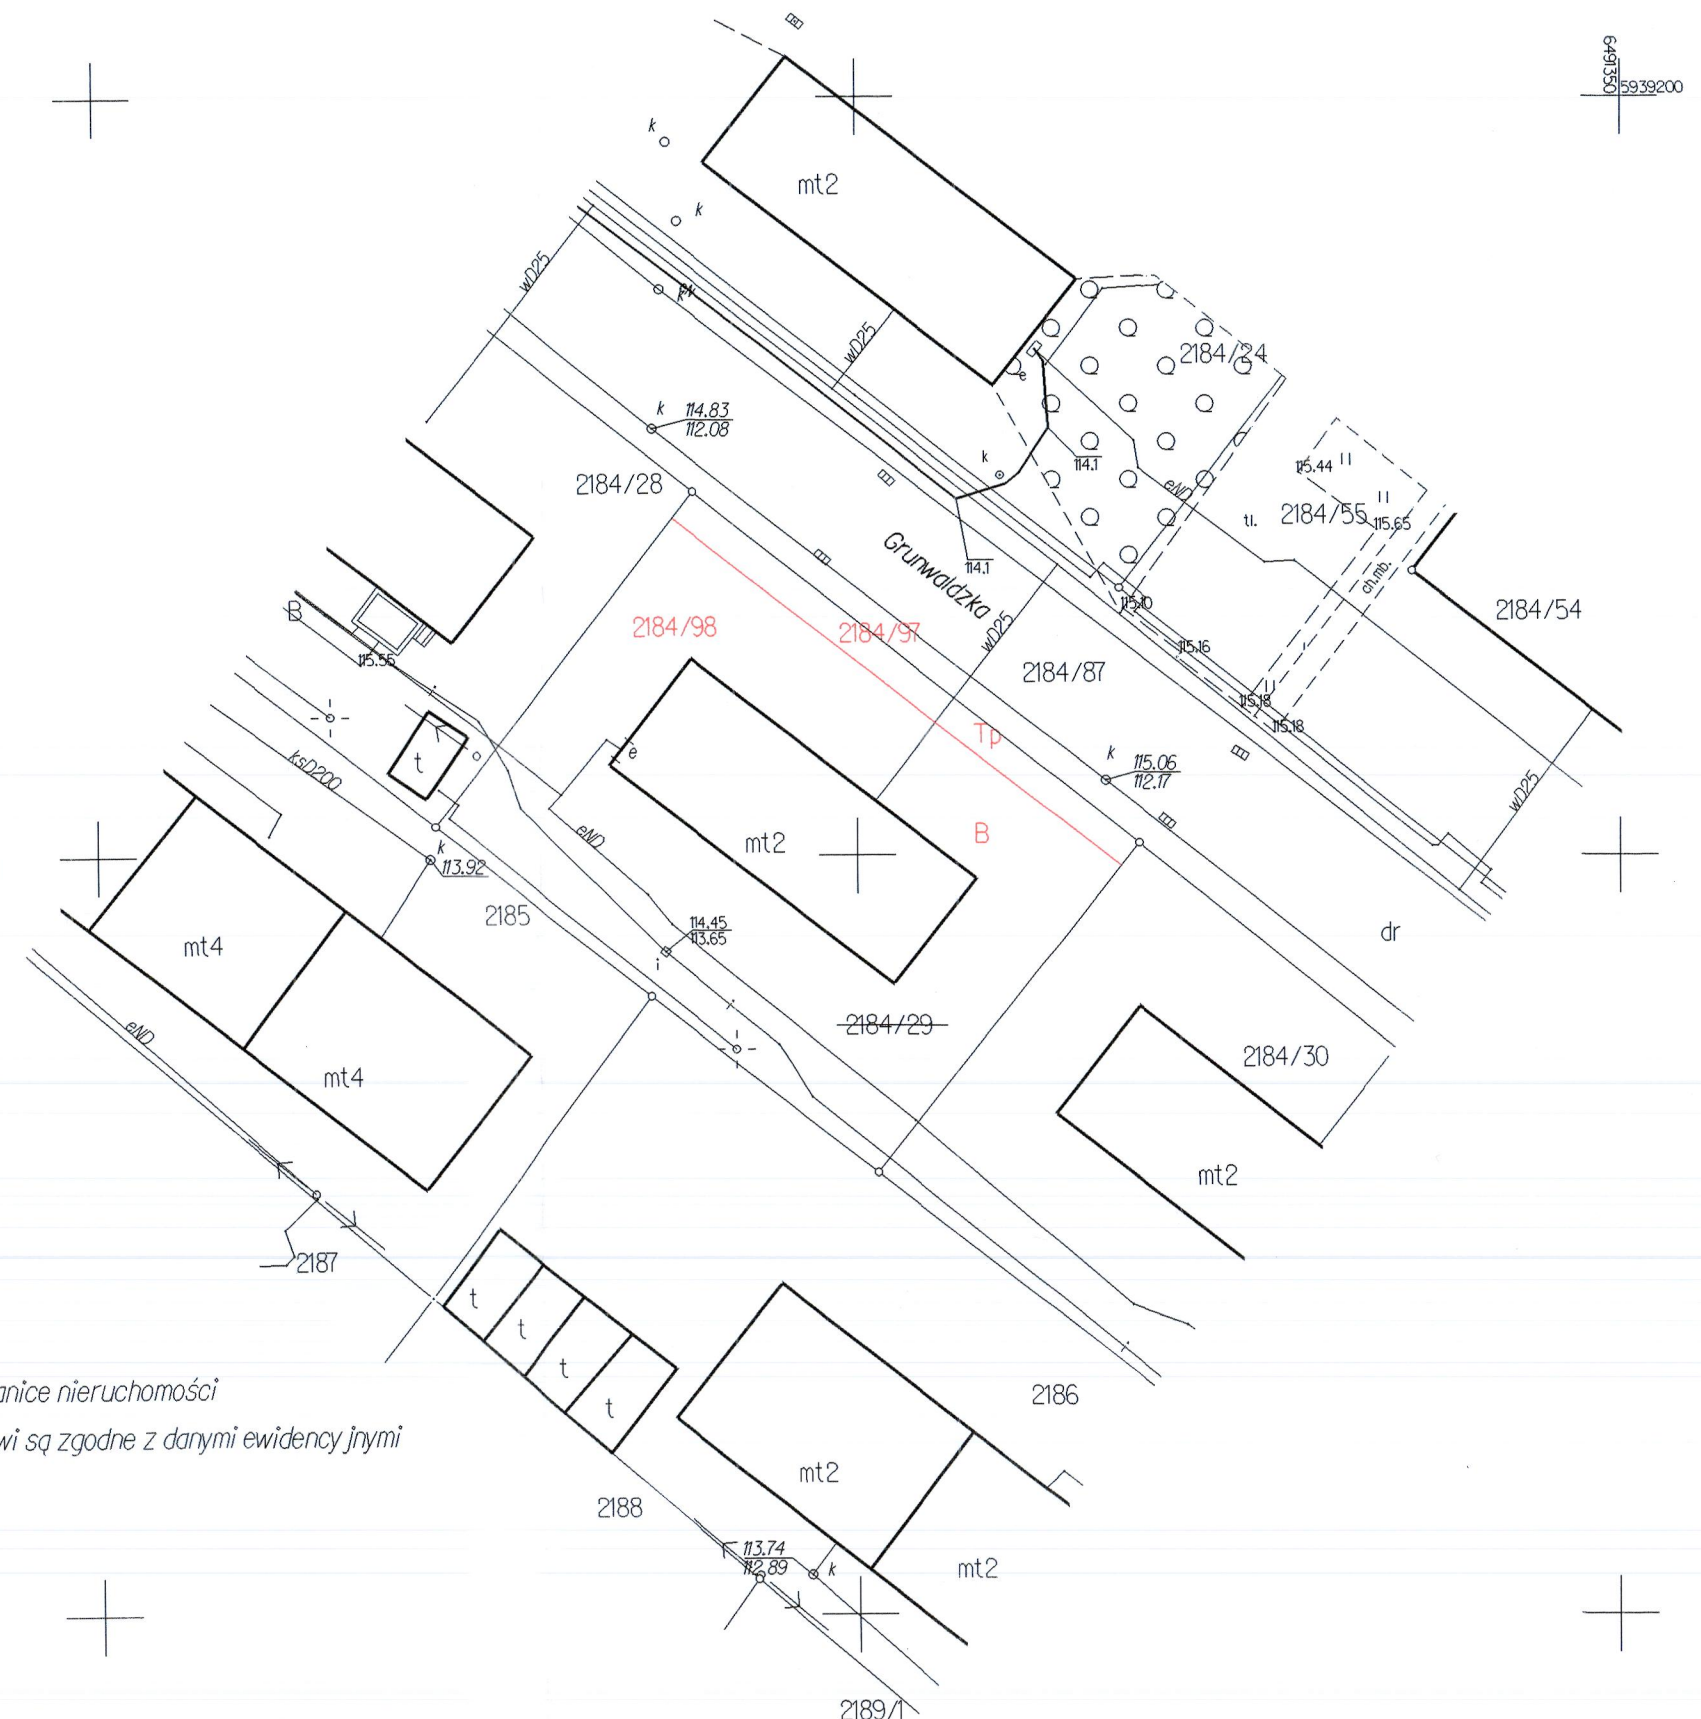 6491350
5939200
k
mt2
k
wD25
k
wD25
2184/24
e
k
114.83
112.08
114.1
k
115.44
eND
2184/28
tl.
2184/55
115.65
Grunwaldzka
114.1
ch.mb.
115.10
2184/54
B
2184/98
2184/97
wD25
115.16
115.55
2184/87
115.18
115.18
i
Tp
e
t
k
115.06
112.17
ksD200
wD25
B
eND
mt2
k
113.92
2185
114.45
113.65
dr
mt4
i
i
2184/29
eND
2184/30
mt4
mt2
2187
t
t
i
t
anice nieruchomości
2186
t
wi są zgodne z danymi ewidencyjnymi
mt2
2188
113.74
112.89
k
mt2
2189/1